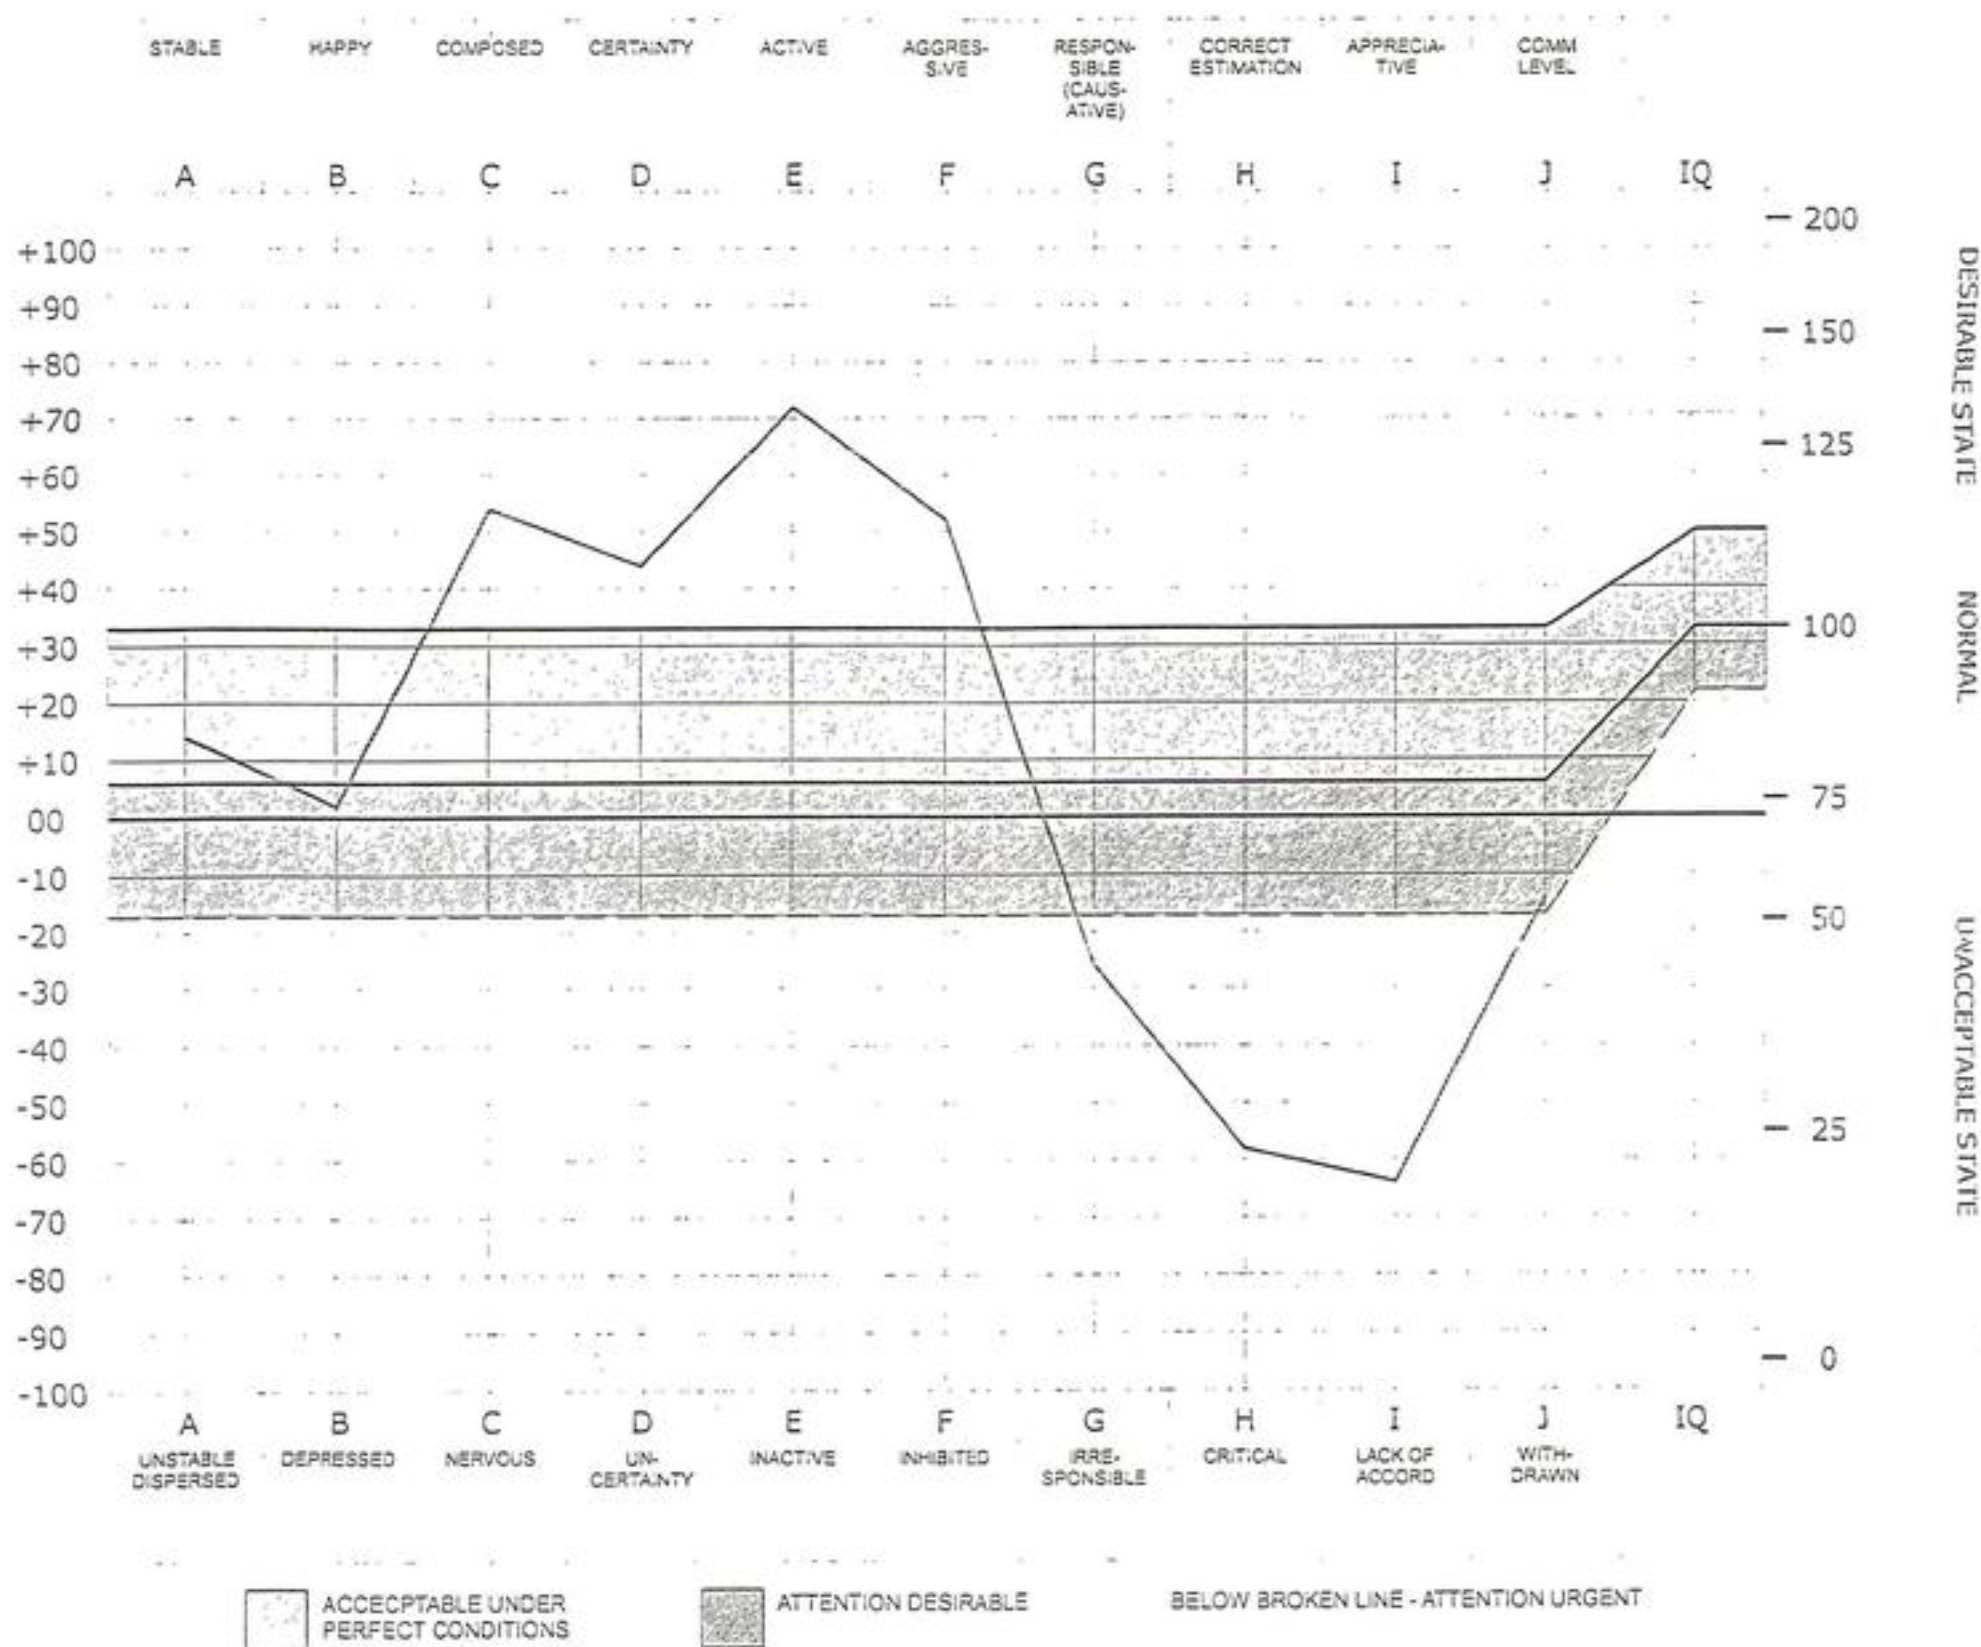 STABLE HAPPY COMPOSED CERTAINTY ACTIVE AGGRES- RESPON- CORRECT APPRECIA- COMM
SIVE SIBLE ESTIMATION TIVE LEVEL
(CAUS-
ATIVE)
A B C D E F G H I J IQ
200
+100
+90
150
+80
+70
125
+60
+50
+40
100
+30
+20
+10
75
00
-10
50
-20
-30
-40
-50
25
-60
-70
-80
-90
0
-100
DESIRABLE STATE
NORMAL
UNACCEPTABLE STATE
A B C D E F G H I J IQ
UNSTABLE DEPRESSED NERVOUS UN- INACTIVE INHIBITED IRRE- CRITICAL LACK OF WITH-
DISPERSED CERTAINTY SPONSIBLE ACCORD DRAWN
ACCECPTABLE UNDER ATTENTION DESIRABLE BELOW BROKEN LINE - ATTENTION URGENT
PERFECT CONDITIONS